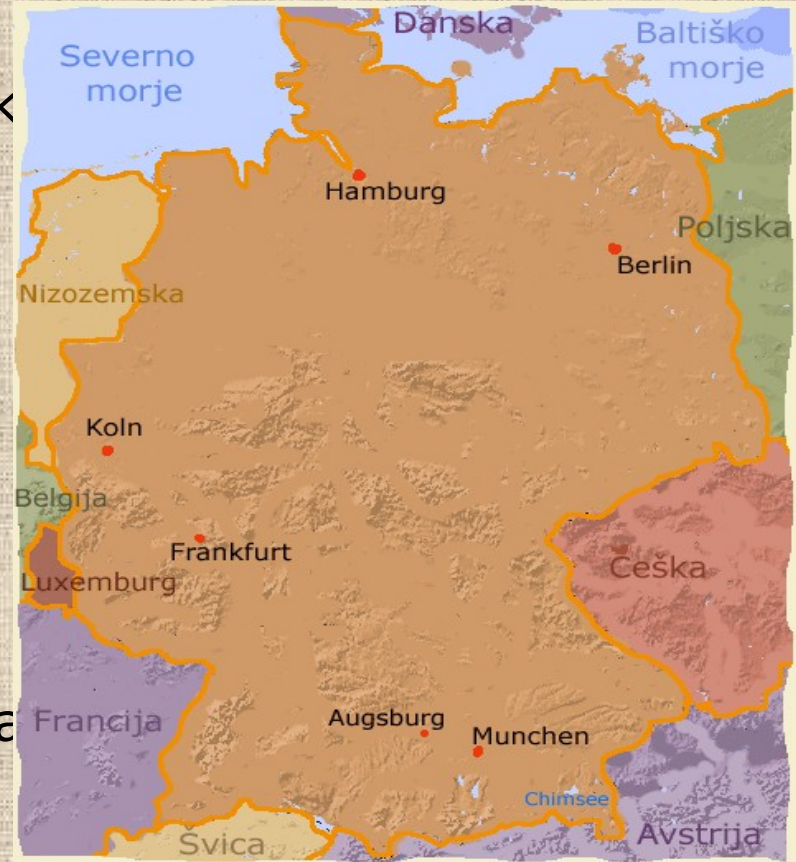 Danska
Baltiško
morje
Severno
morje
Hamburg
Poljska
Berlin
Nizozemska
Koln
Belgija
Frankfurt
Češka
Luxemburg
Francija
Augsburg
Munchen
Chimsee
Švica
Avstrija